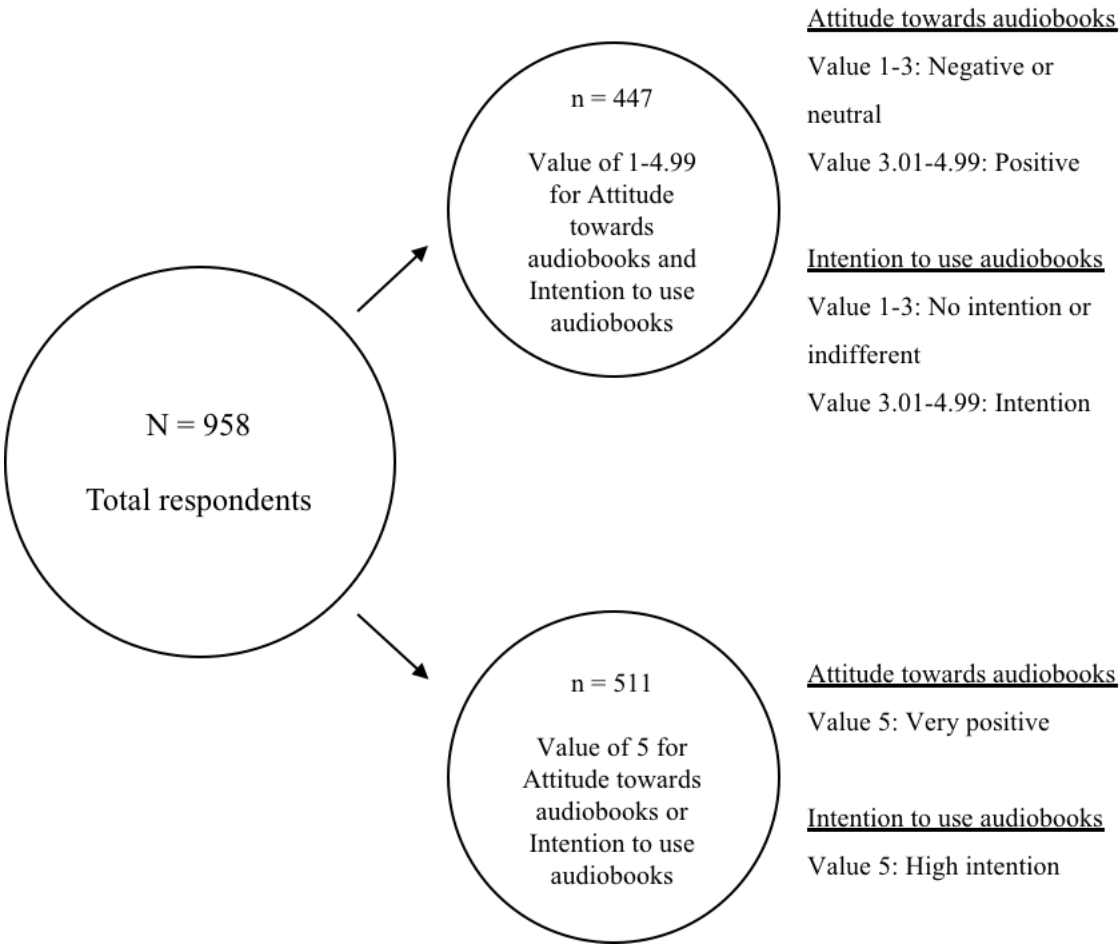 N = 958
Total respondents
n = 447
Value of 1-4.99
for Attitude
towards
audiobooks and
Intention to use
audiobooks
Attitude towards audiobooks
Value 1-3: Negative or
neutral
Value 3.01-4.99: Positive
Intention to use audiobooks
Value 1-3: No intention or
indifferent
Value 3.01-4.99: Intention
n = 511
Value of 5 for
Attitude towards
audiobooks or
Intention to use
audiobooks
Attitude towards audiobooks
Value 5: Very positive
Intention to use audiobooks
Value 5: High intention